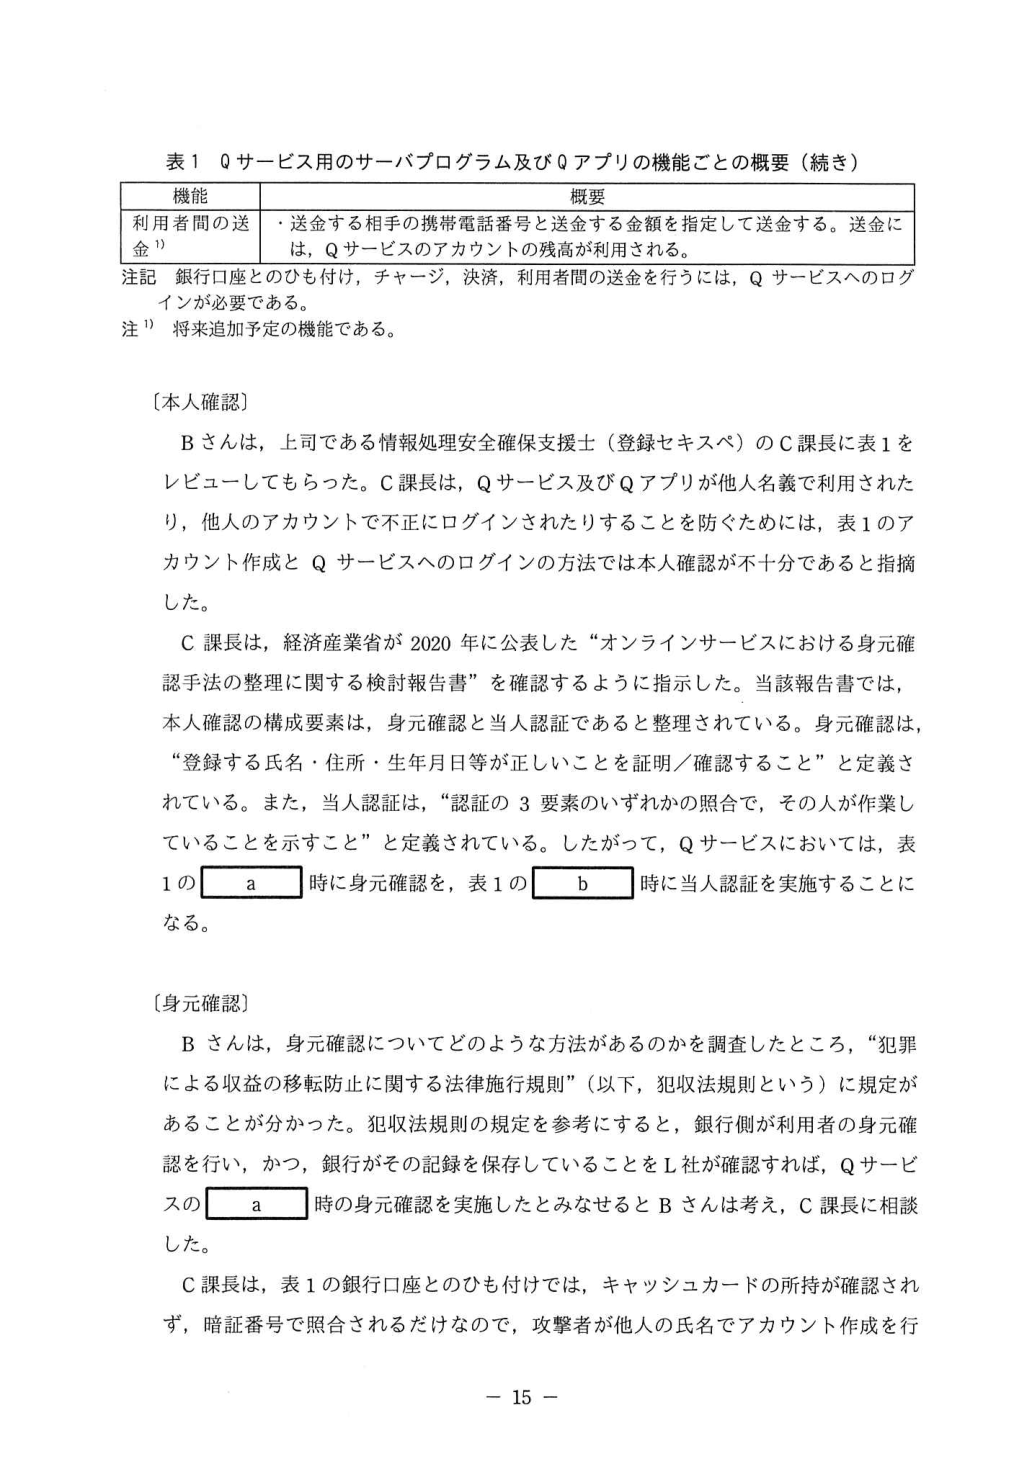 表1 Qサービス用のサーバプログラム及びQアプリの機能ごとの概要（続き）
機能 概要
利用者間の送金 1) ・送金する相手の携帯電話番号と送金する金額を指定して送金する。送金に
は，Qサービスのアカウントの残高が利用される。
注記 銀行口座とのひも付け，チャージ，決済，利用者間の送金を行うには，Q サービスへのログ
インが必要である。
注 1) 将来追加予定の機能である。
〔本人確認〕
B さんは，上司である情報処理安全確保支援士（登録セキスペ）の C 課長に表 1 を
レビューしてもらった。C 課長は，Q サービス及び Q アプリが他人名義で利用された
り，他人のアカウントで不正にログインされたりすることを防ぐためには，表 1 のア
カウント作成と Q サービスへのログインの方法では本人確認が不十分であると指摘
した。
C 課長は，経済産業省が 2020 年に公表した“オンラインサービスにおける身元確
認手法の整理に関する検討報告書”を確認するように指示した。当該報告書では，
本人確認の構成要素は，身元確認と当人認証であると整理されている。身元確認は，
“登録する氏名・住所・生年月日等が正しいことを証明／確認すること”と定義さ
れている。また，当人認証は，“認証の 3 要素のいずれかの照合で，その人が作業し
ていることを示すこと”と定義されている。したがって，Q サービスにおいては，表
1 の a 時に身元確認を，表 1 の b 時に当人認証を実施することに
なる。
〔身元確認〕
B さんは，身元確認についてどのような方法があるのかを調査したところ，“犯罪
による収益の移転防止に関する法律施行規則”（以下，犯収法規則という）に規定が
あることが分かった。犯収法規則の規定を参考にすると，銀行側が利用者の身元確
認を行い，かつ，銀行がその記録を保存していることを L 社が確認すれば，Q サービ
スの a 時の身元確認を実施したとみなせると B さんは考え，C 課長に相談
した。
C 課長は，表 1 の銀行口座とのひも付けでは，キャッシュカードの所持が確認され
ず，暗証番号で照合されるだけなので，攻撃者が他人の氏名でアカウント作成を行
－ 15 －